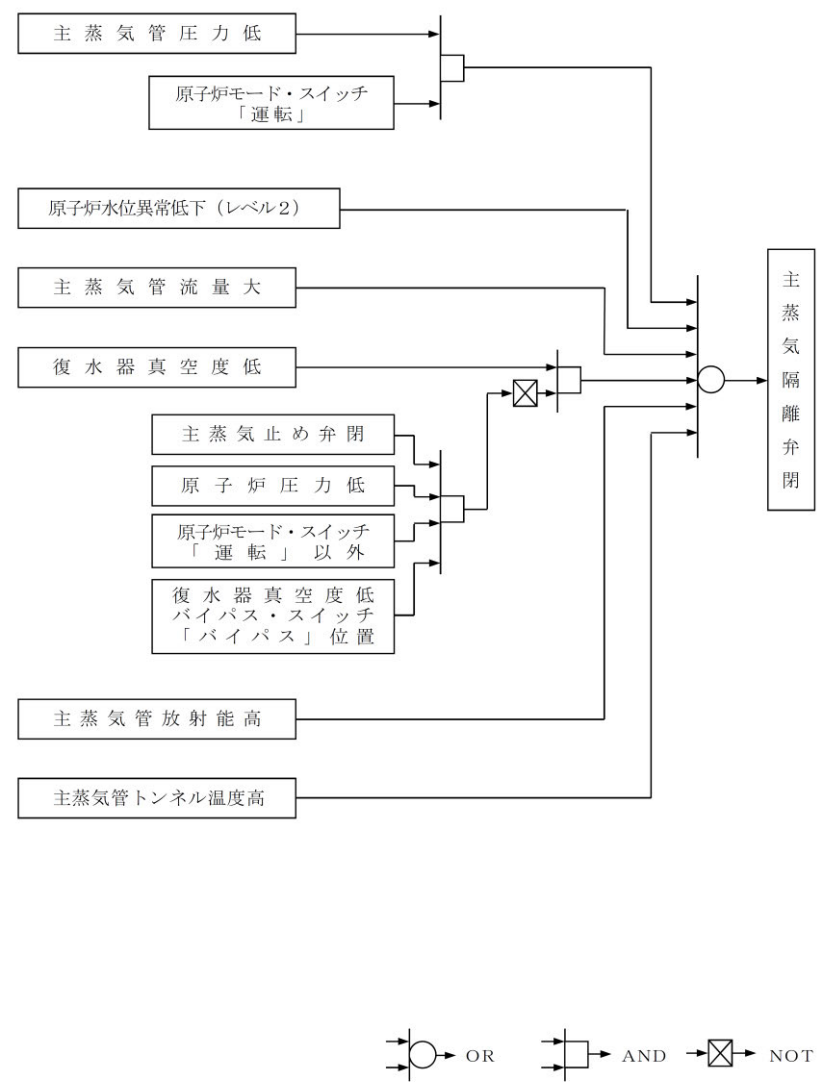 主蒸気管圧力低
原子炉モード・スイッチ
「運転」
原子炉水位異常低下（レベル２）
主蒸気管流量大
復水器真空度低
主蒸気止め弁閉
原子炉圧力低
原子炉モード・スイッチ
「運転」以外
復水器真空度低
バイパス・スイッチ
「バイパス」位置
主蒸気管放射能高
主蒸気管トンネル温度高
主蒸気隔離弁閉
OR
AND
NOT